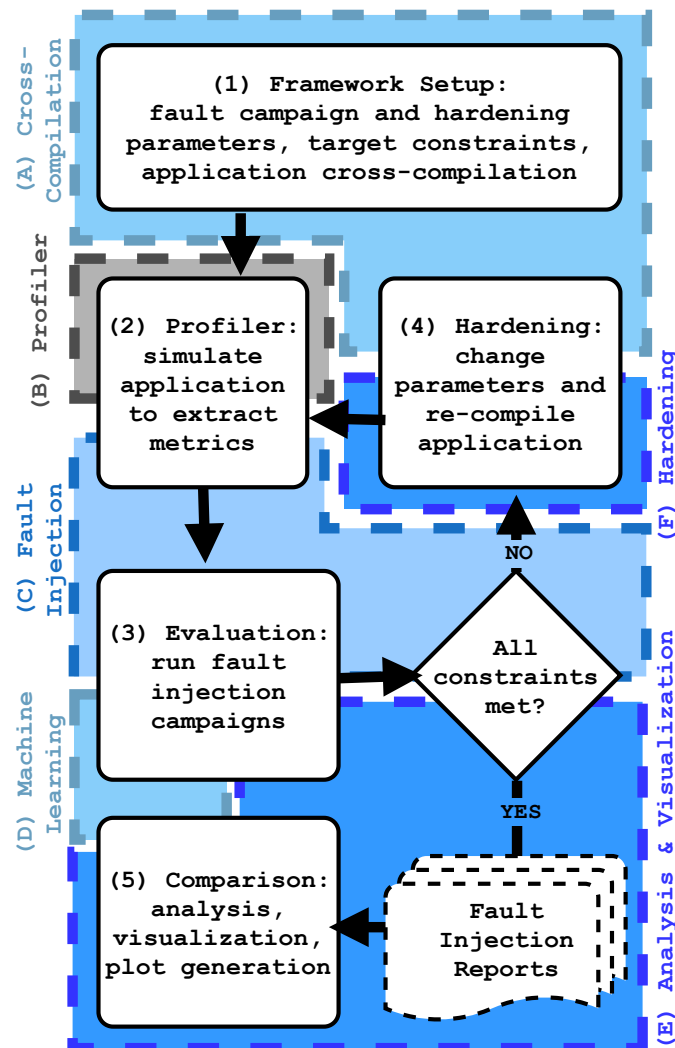 (A) Cross-
Compilation
(1) Framework Setup:
fault campaign and hardening
parameters, target constraints,
application cross-compilation
(B) Profiler
(2) Profiler:
simulate
application
to extract
metrics
(4) Hardening:
change
parameters and
re-compile
application
(F) Hardening
(C) Fault
Injection
(3) Evaluation:
run fault
injection
campaigns
NO
All
constraints
met?
YES
(D) Machine
Learning
(5) Comparison:
analysis,
visualization,
plot generation
Fault
Injection
Reports
(E) Analysis & Visualization